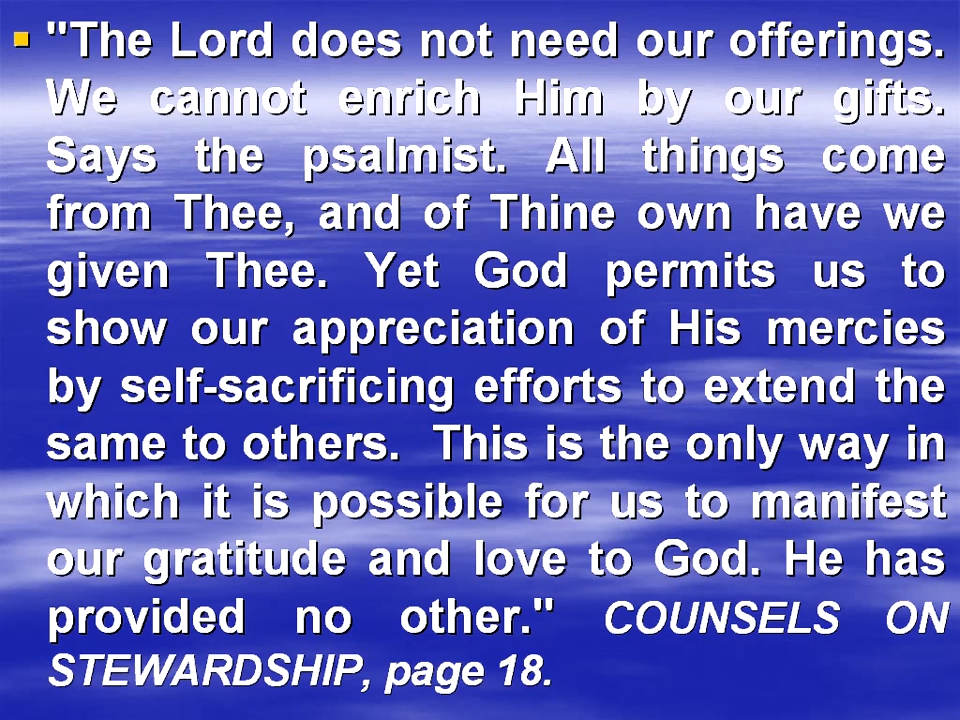 "The Lord does not need our offerings.
We cannot enrich Him by our gifts.
Says the psalmist. All things come
from Thee, and of Thine own have we
given Thee. Yet God permits us to
show our appreciation of His mercies
by self-sacrificing efforts to extend the
same to others.  This is the only way in
which it is possible for us to manifest
our gratitude and love to God. He has
provided no other." COUNSELS ON
STEWARDSHIP, page 18.